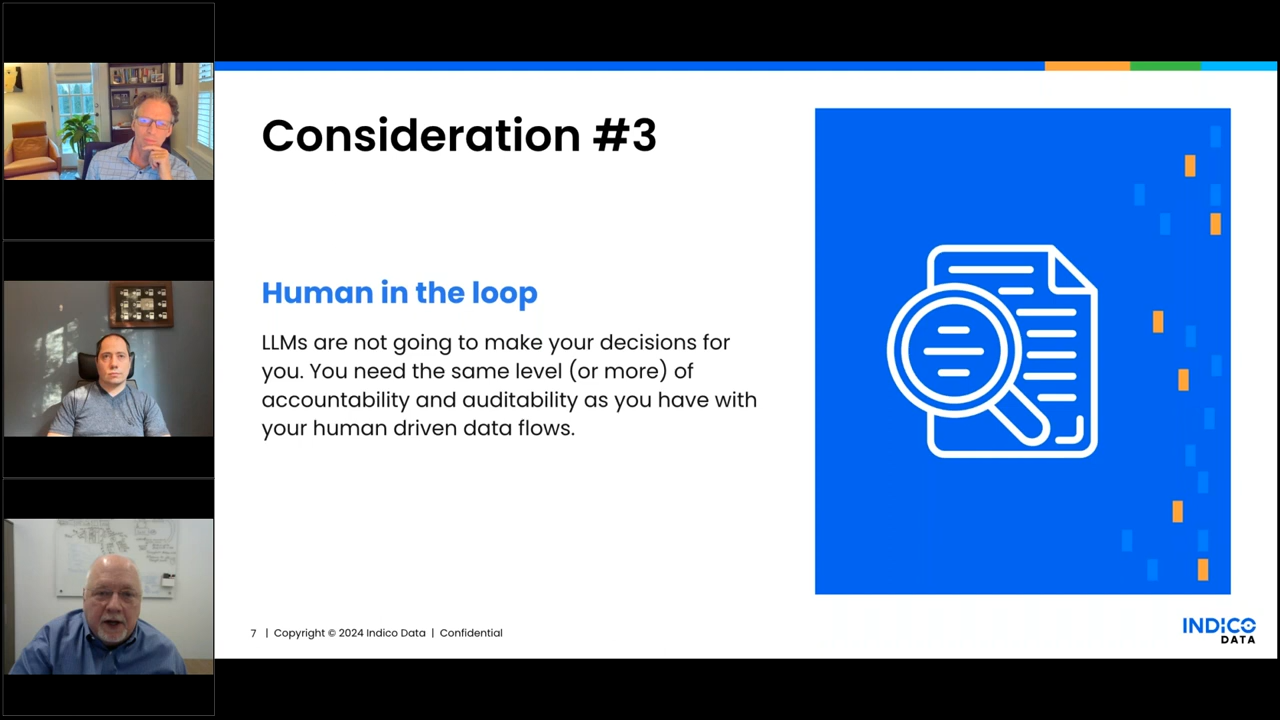 Consideration #3
Human in the loop
LLMs are not going to make your decisions for
you. You need the same level (or more) of
accountability and auditability as you have with
your human driven data flows.
7 | Copyright © 2024 Indico Data | Confidential
INDICO
DATA